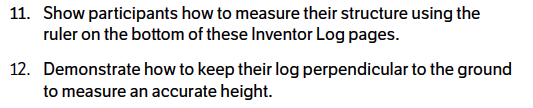 11. Show participants how to measure their structure using the
ruler on the bottom of these Inventor Log pages.
12. Demonstrate how to keep their log perpendicular to the ground
to measure an accurate height.